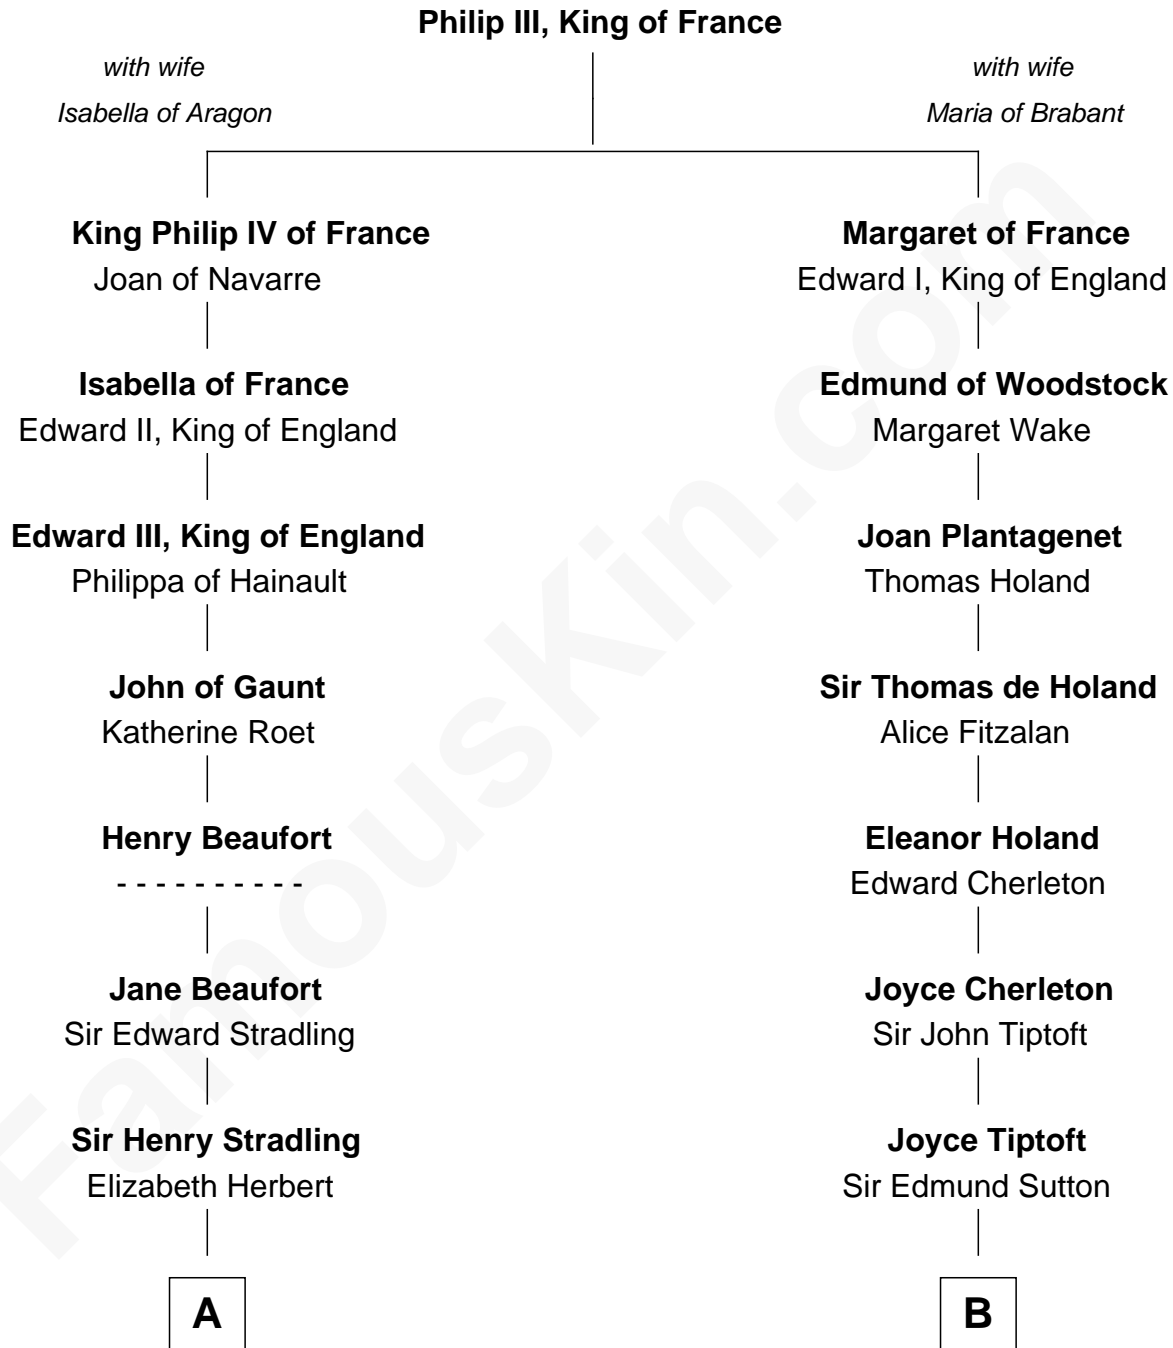 Philip III, King of France
with wife
Isabella of Aragon
with wife
Maria of Brabant
King Philip IV of France
Joan of Navarre
Margaret of France
Edward I, King of England
Isabella of France
Edward II, King of England
Edmund of Woodstock
Margaret Wake
Edward III, King of England
Philippa of Hainault
Joan Plantagenet
Thomas Holand
John of Gaunt
Katherine Roet
Sir Thomas de Holand
Alice Fitzalan
Henry Beaufort
- - - - - - - - - -
Eleanor Holand
Edward Cherleton
Jane Beaufort
Sir Edward Stradling
Joyce Cherleton
Sir John Tiptoft
Sir Henry Stradling
Elizabeth Herbert
Joyce Tiptoft
Sir Edmund Sutton
A
B
FamousKin.com